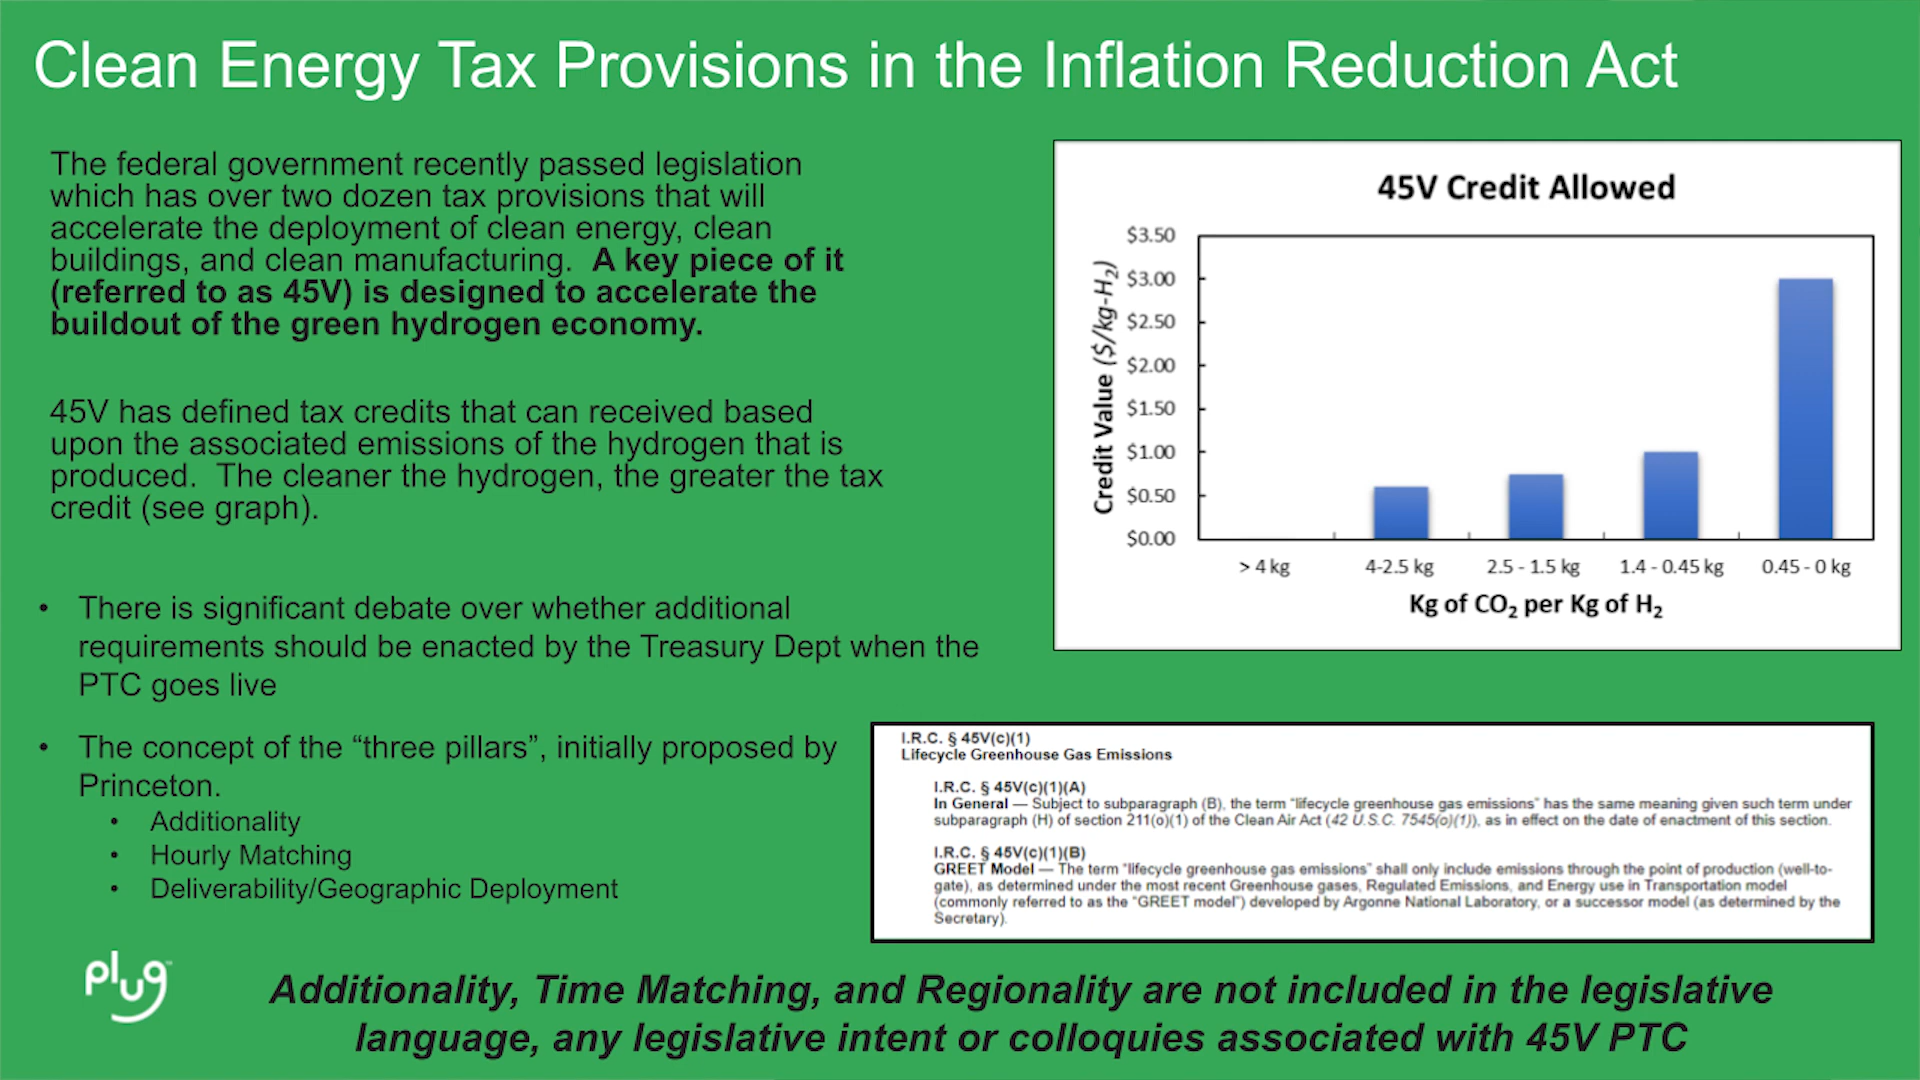 Clean Energy Tax Provisions in the Inflation Reduction Act
The federal government recently passed legislation
which has over two dozen tax provisions that will
accelerate the deployment of clean energy, clean
buildings, and clean manufacturing. A key piece of it
(referred to as 45V) is designed to accelerate the
buildout of the green hydrogen economy.
45V has defined tax credits that can received based
upon the associated emissions of the hydrogen that is
produced. The cleaner the hydrogen, the greater the tax
credit (see graph).
• There is significant debate over whether additional
requirements should be enacted by the Treasury Dept when the
PTC goes live
• The concept of the “three pillars”, initially proposed by
Princeton.
• Additionality
• Hourly Matching
• Deliverability/Geographic Deployment
45V Credit Allowed
Credit Value ($/kg-H2)
$3.50
$3.00
$2.50
$2.00
$1.50
$1.00
$0.50
$0.00
> 4 kg
4-2.5 kg
2.5 - 1.5 kg
1.4 - 0.45 kg
0.45 - 0 kg
Kg of CO2 per Kg of H2
I.R.C. § 45V(c)(1)
Lifecycle Greenhouse Gas Emissions
I.R.C. § 45V(c)(1)(A)
In General — Subject to subparagraph (B), the term “lifecycle greenhouse gas emissions” has the same meaning given such term under
subparagraph (H) of section 211(o)(1) of the Clean Air Act (42 U.S.C. 7545(o)(1)), as in effect on the date of enactment of this section.
I.R.C. § 45V(c)(1)(B)
GREET Model — The term “lifecycle greenhouse gas emissions” shall only include emissions through the point of production (well-to-
gate), as determined under the most recent Greenhouse gases, Regulated Emissions, and Energy use in Transportation model
(commonly referred to as the “GREET model”) developed by Argonne National Laboratory, or a successor model (as determined by the
Secretary).
plug
Additionality, Time Matching, and Regionality are not included in the legislative
language, any legislative intent or colloquies associated with 45V PTC